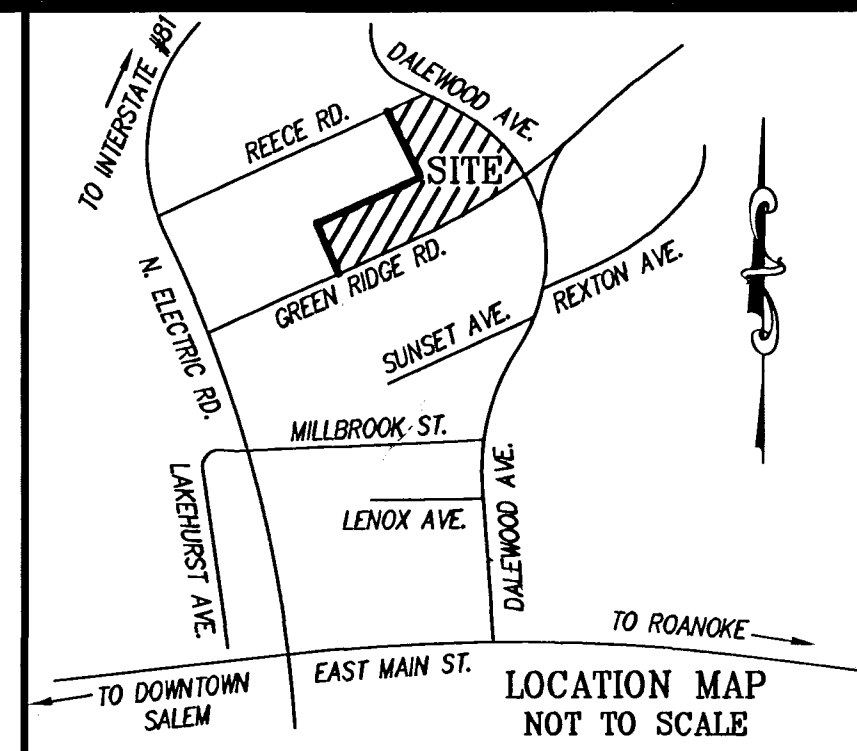 TO INTERSTATE #81
DALEWOOD AVE.
REECE RD.
SITE
GREEN RIDGE RD.
N. ELECTRIC RD.
SUNSET AVE.
REXTON AVE.
MILLBROOK ST.
LAKEHURST AVE.
LENOX AVE.
DALEWOOD AVE.
TO ROANOKE
EAST MAIN ST.
TO DOWNTOWN
SALEM
LOCATION MAP
NOT TO SCALE